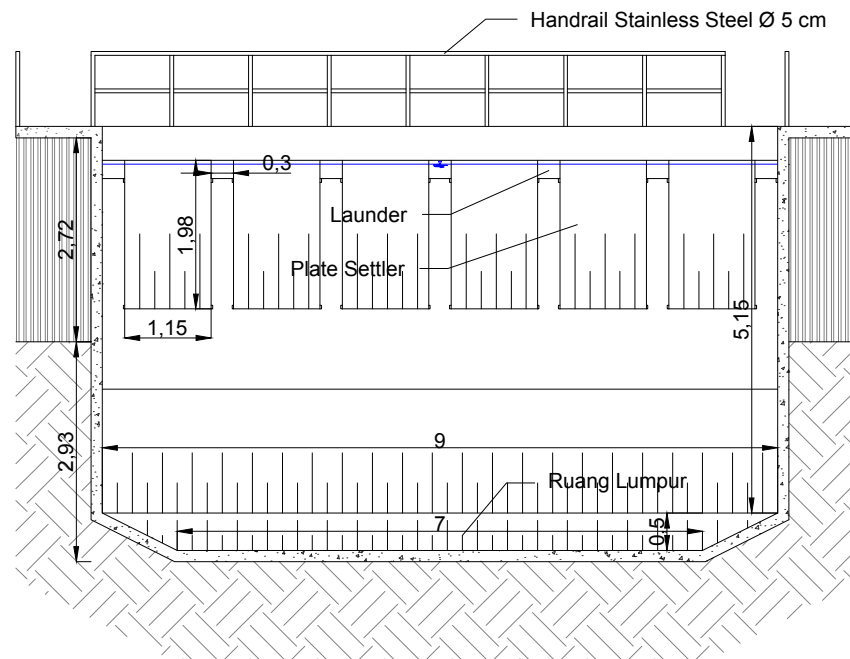 Handrail Stainless Steel Ø 5 cm
0,3
2,72
1,98
Launder
Plate Settler
1,15
5,15
2,93
9
Ruang Lumpur
7
0,5